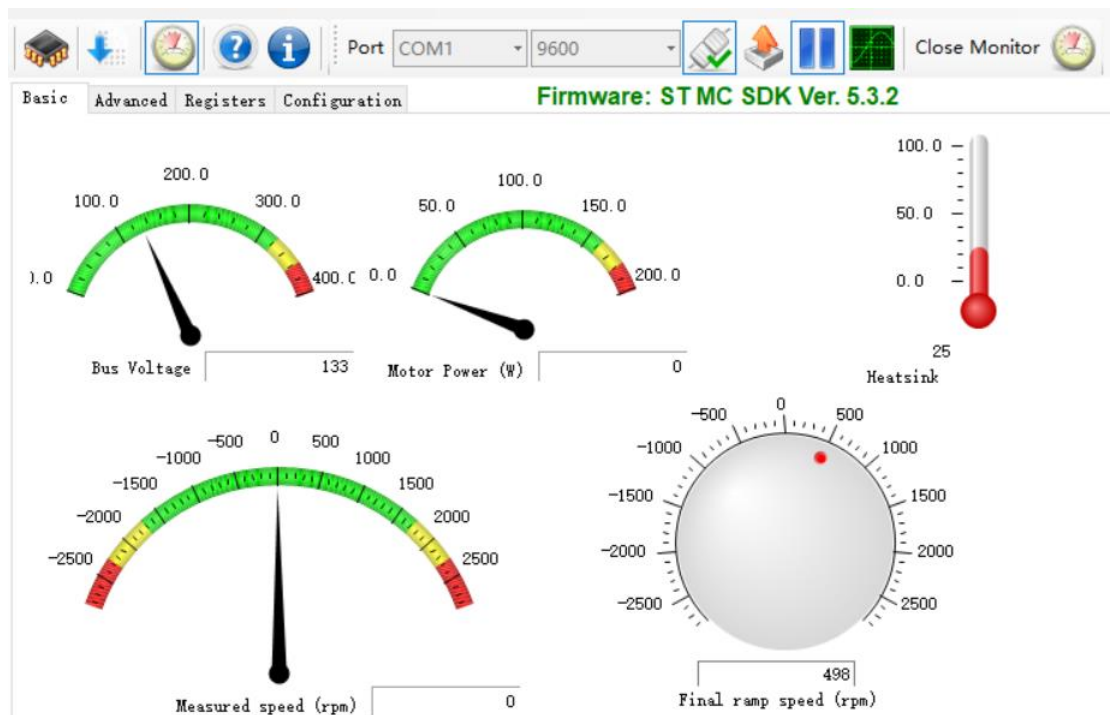 Port COM1 9600 Close Monitor
Basic Advanced Registers Configuration Firmware: ST MC SDK Ver. 5.3.2
100.0 200.0 300.0 400.0
Bus Voltage 133
0.0 50.0 100.0 150.0 200.0
Motor Power (W) 0
100.0
50.0
0.0
25
Heatsink
-2500 -2000 -1500 -1000 -500 0 500 1000 1500 2000 2500
Measured speed (rpm) 0
-2500 -2000 -1500 -1000 -500 0 500 1000 1500 2000 2500
498
Final ramp speed (rpm)